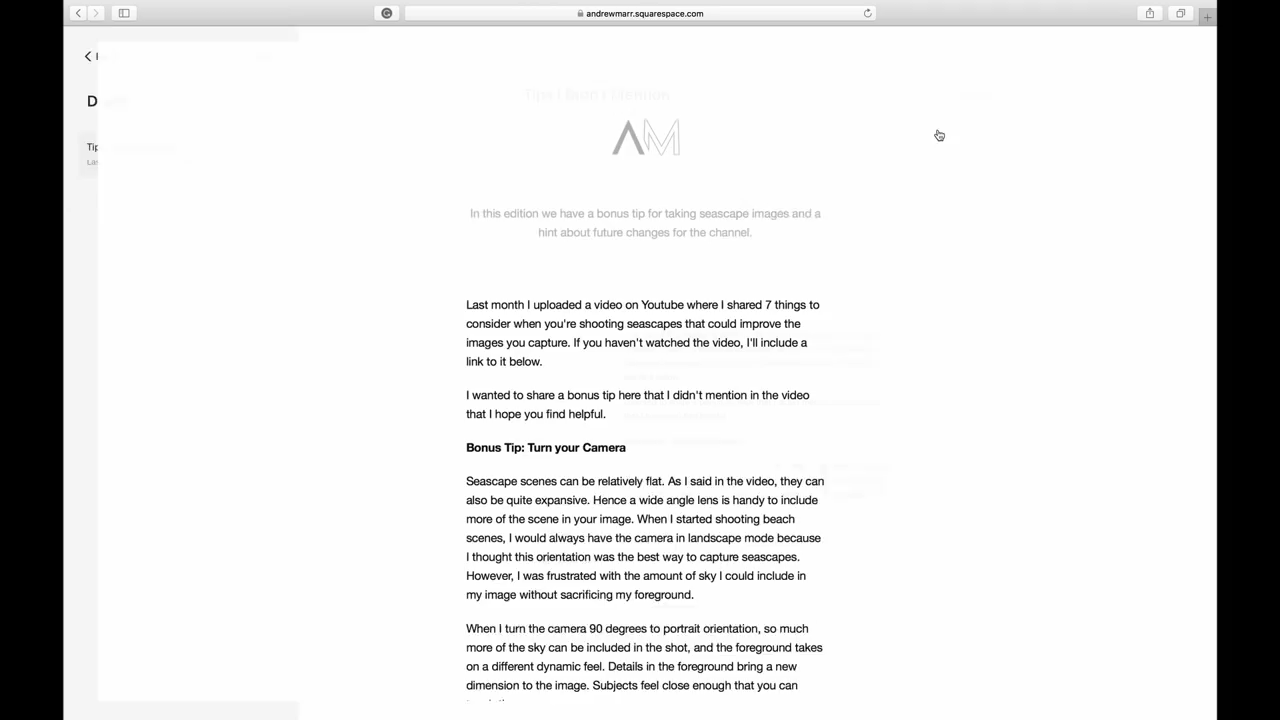 andrewmarr.squarespace.com
D
Tip
AM
In this edition we have a bonus tip for taking seascape images and a
hint about future changes for the channel.
Last month I uploaded a video on Youtube where I shared 7 things to
consider when you're shooting seascapes that could improve the
images you capture. If you haven't watched the video, I'll include a
link to it below.
I wanted to share a bonus tip here that I didn't mention in the video
that I hope you find helpful.
Bonus Tip: Turn your Camera
Seascape scenes can be relatively flat. As I said in the video, they can
also be quite expansive. Hence a wide angle lens is handy to include
more of the scene in your image. When I started shooting beach
scenes, I would always have the camera in landscape mode because
I thought this orientation was the best way to capture seascapes.
However, I was frustrated with the amount of sky I could include in
my image without sacrificing my foreground.
When I turn the camera 90 degrees to portrait orientation, so much
more of the sky can be included in the shot, and the foreground takes
on a different dynamic feel. Details in the foreground bring a new
dimension to the image. Subjects feel close enough that you can